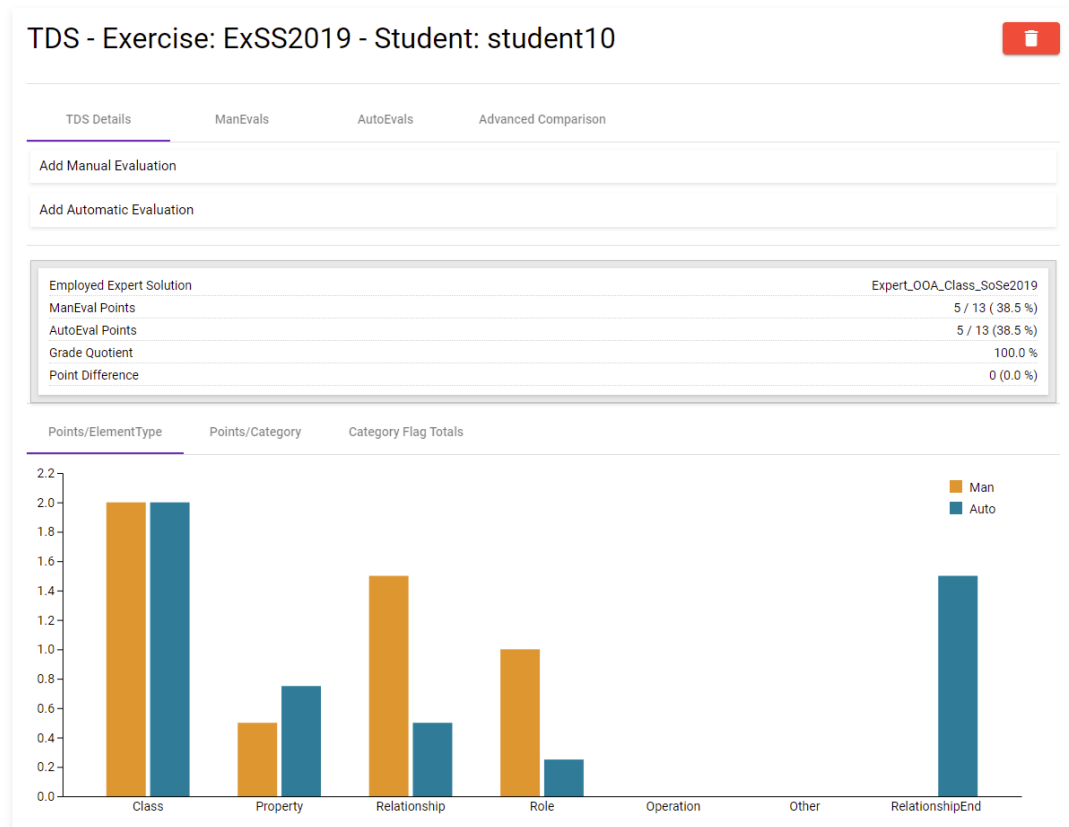 TDS - Exercise: ExSS2019 - Student: student10
TDS Details ManEvals AutoEvals Advanced Comparison
Add Manual Evaluation
Add Automatic Evaluation
Employed Expert Solution Expert_OOA_Class_SoSe2019
ManEval Points 5 / 13 ( 38.5 %)
AutoEval Points 5 / 13 (38.5 %)
Grade Quotient 100.0 %
Point Difference 0 (0.0 %)
Points/ElementType Points/Category Category Flag Totals
2.2
2.0
1.8
1.6
1.4
1.2
1.0
0.8
0.6
0.4
0.2
0.0
Man
Auto
Class Property Relationship Role Operation Other RelationshipEnd